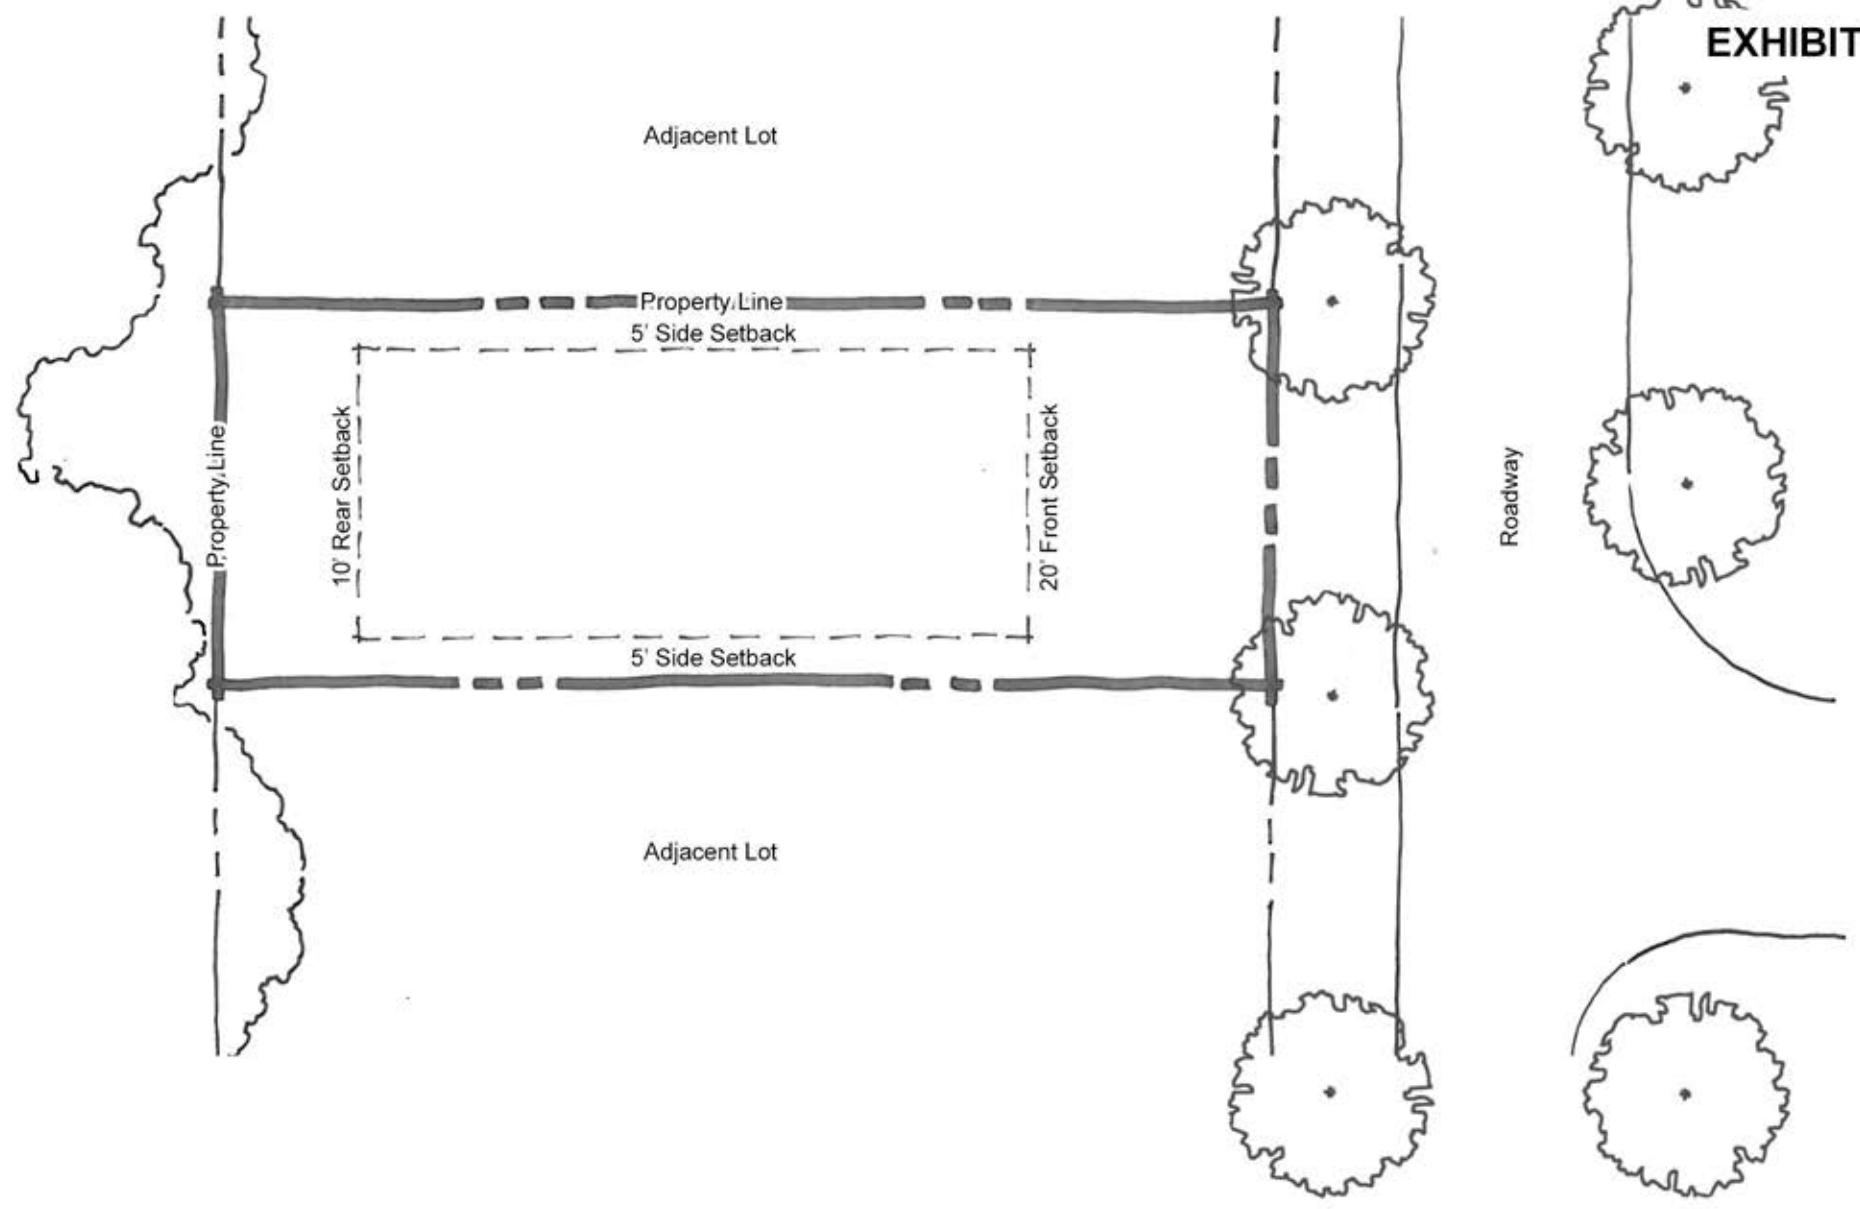 EXHIBIT
Adjacent Lot
Property Line
5' Side Setback
Property Line
10' Rear Setback
20' Front Setback
Roadway
5' Side Setback
Adjacent Lot